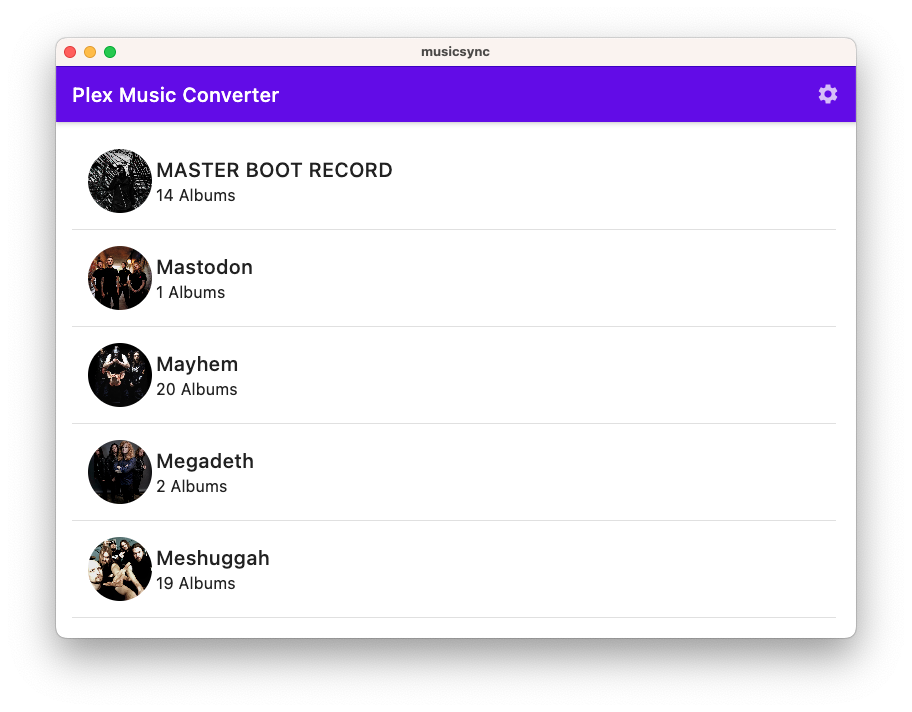 musicsync
Plex Music Converter
MASTER BOOT RECORD
14 Albums
Mastodon
1 Albums
Mayhem
20 Albums
Megadeth
2 Albums
Meshuggah
19 Albums